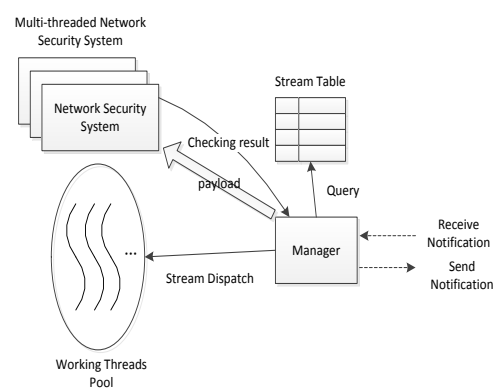 Multi-threaded Network
Security System
Stream Table
Network Security
System
Checking result
payload
Query
Manager
Receive
Notification
Send
Notification
...
Stream Dispatch
Working Threads
Pool